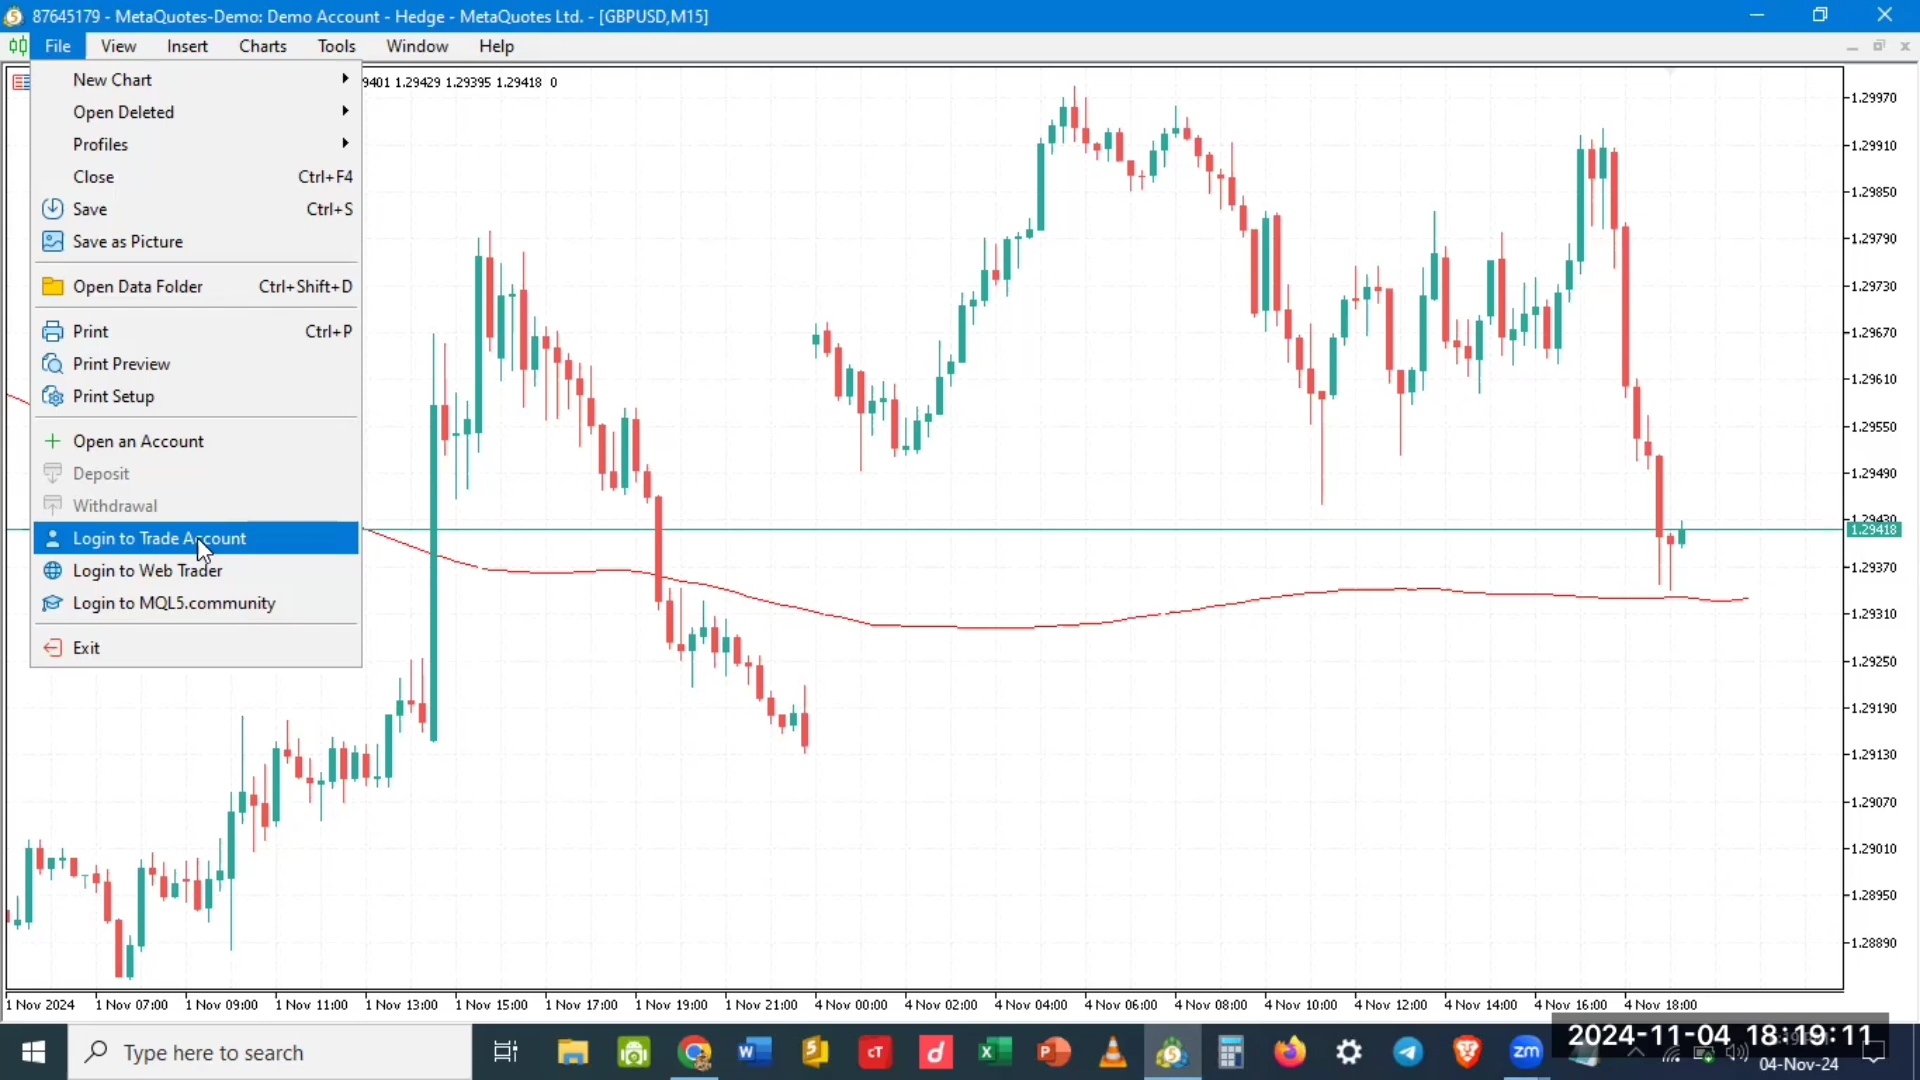 87645179 - MetaQuotes-Demo: Demo Account - Hedge - MetaQuotes Ltd. - [GBPUSD,M15]
File View Insert Charts Tools Window Help
9401 1.29429 1.29395 1.29418 0
New Chart
Open Deleted
Profiles
Close Ctrl+F4
Save Ctrl+S
Save as Picture
Open Data Folder Ctrl+Shift+D
Print Ctrl+P
Print Preview
Print Setup
Open an Account
Deposit
Withdrawal
Login to Trade Account
Login to Web Trader
Login to MQL5.community
Exit
1.29970
1.29910
1.29850
1.29790
1.29730
1.29670
1.29610
1.29550
1.29490
1.29430
1.29418
1.29370
1.29310
1.29250
1.29190
1.29130
1.29070
1.29010
1.28950
1.28890
1 Nov 2024 1 Nov 07:00 1 Nov 09:00 1 Nov 11:00 1 Nov 13:00 1 Nov 15:00 1 Nov 17:00 1 Nov 19:00 1 Nov 21:00 4 Nov 00:00 4 Nov 02:00 4 Nov 04:00 4 Nov 06:00 4 Nov 08:00 4 Nov 10:00 4 Nov 12:00 4 Nov 14:00 4 Nov 16:00 4 Nov 18:00
2024-11-04 18:19:11
Type here to search
W
5
cT
d
X
P
zm
04-Nov-24